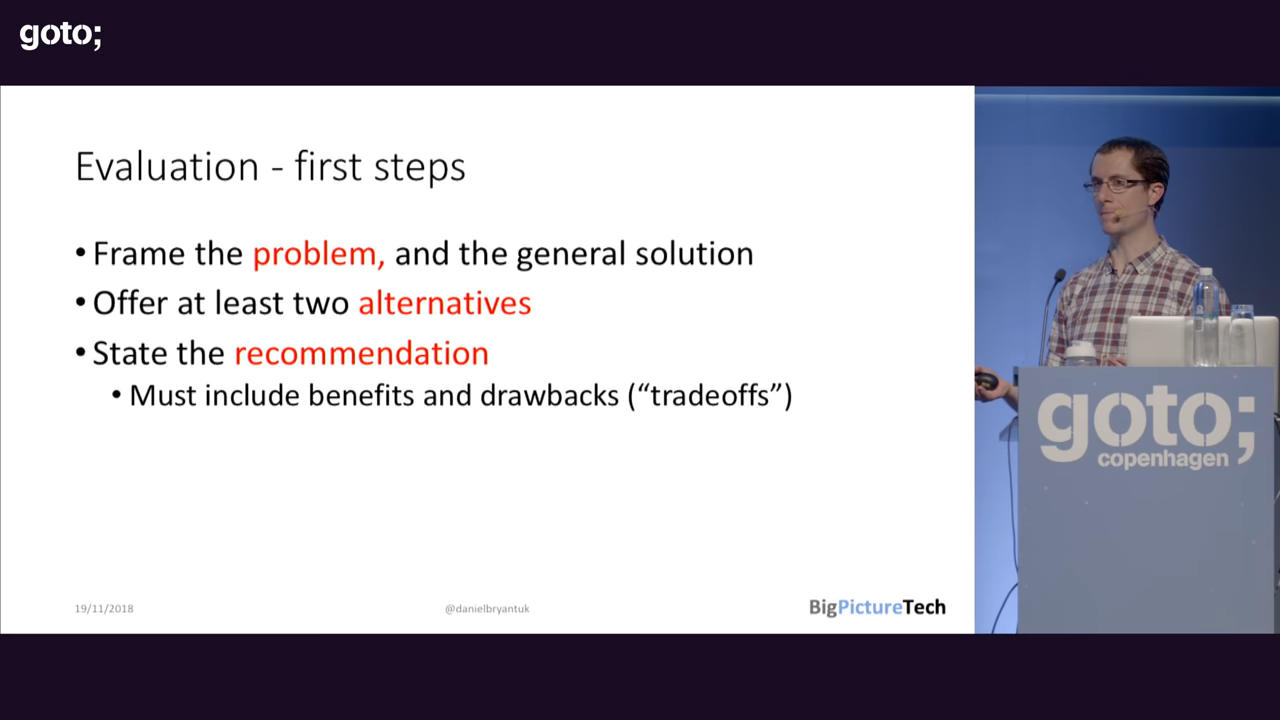 goto;
Evaluation - first steps
• Frame the problem, and the general solution
• Offer at least two alternatives
• State the recommendation
• Must include benefits and drawbacks (“tradeoffs”)
19/11/2018
@danielbryantuk
BigPictureTech
goto;
copenhagen